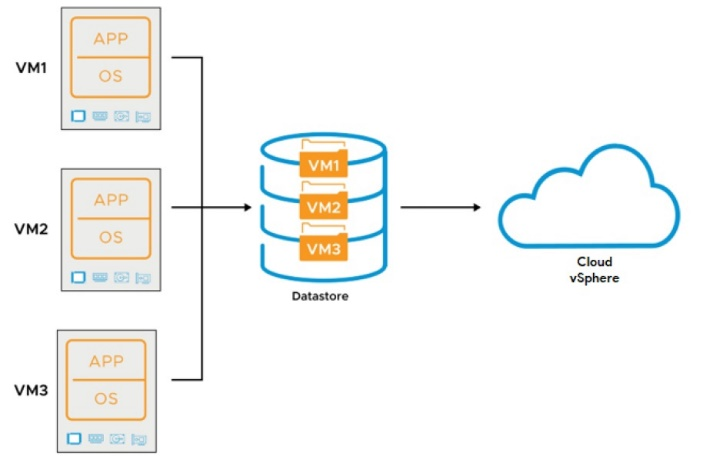 VM1
APP
OS
VM2
APP
OS
VM3
APP
OS
VM1
VM2
VM3
Datastore
Cloud
vSphere